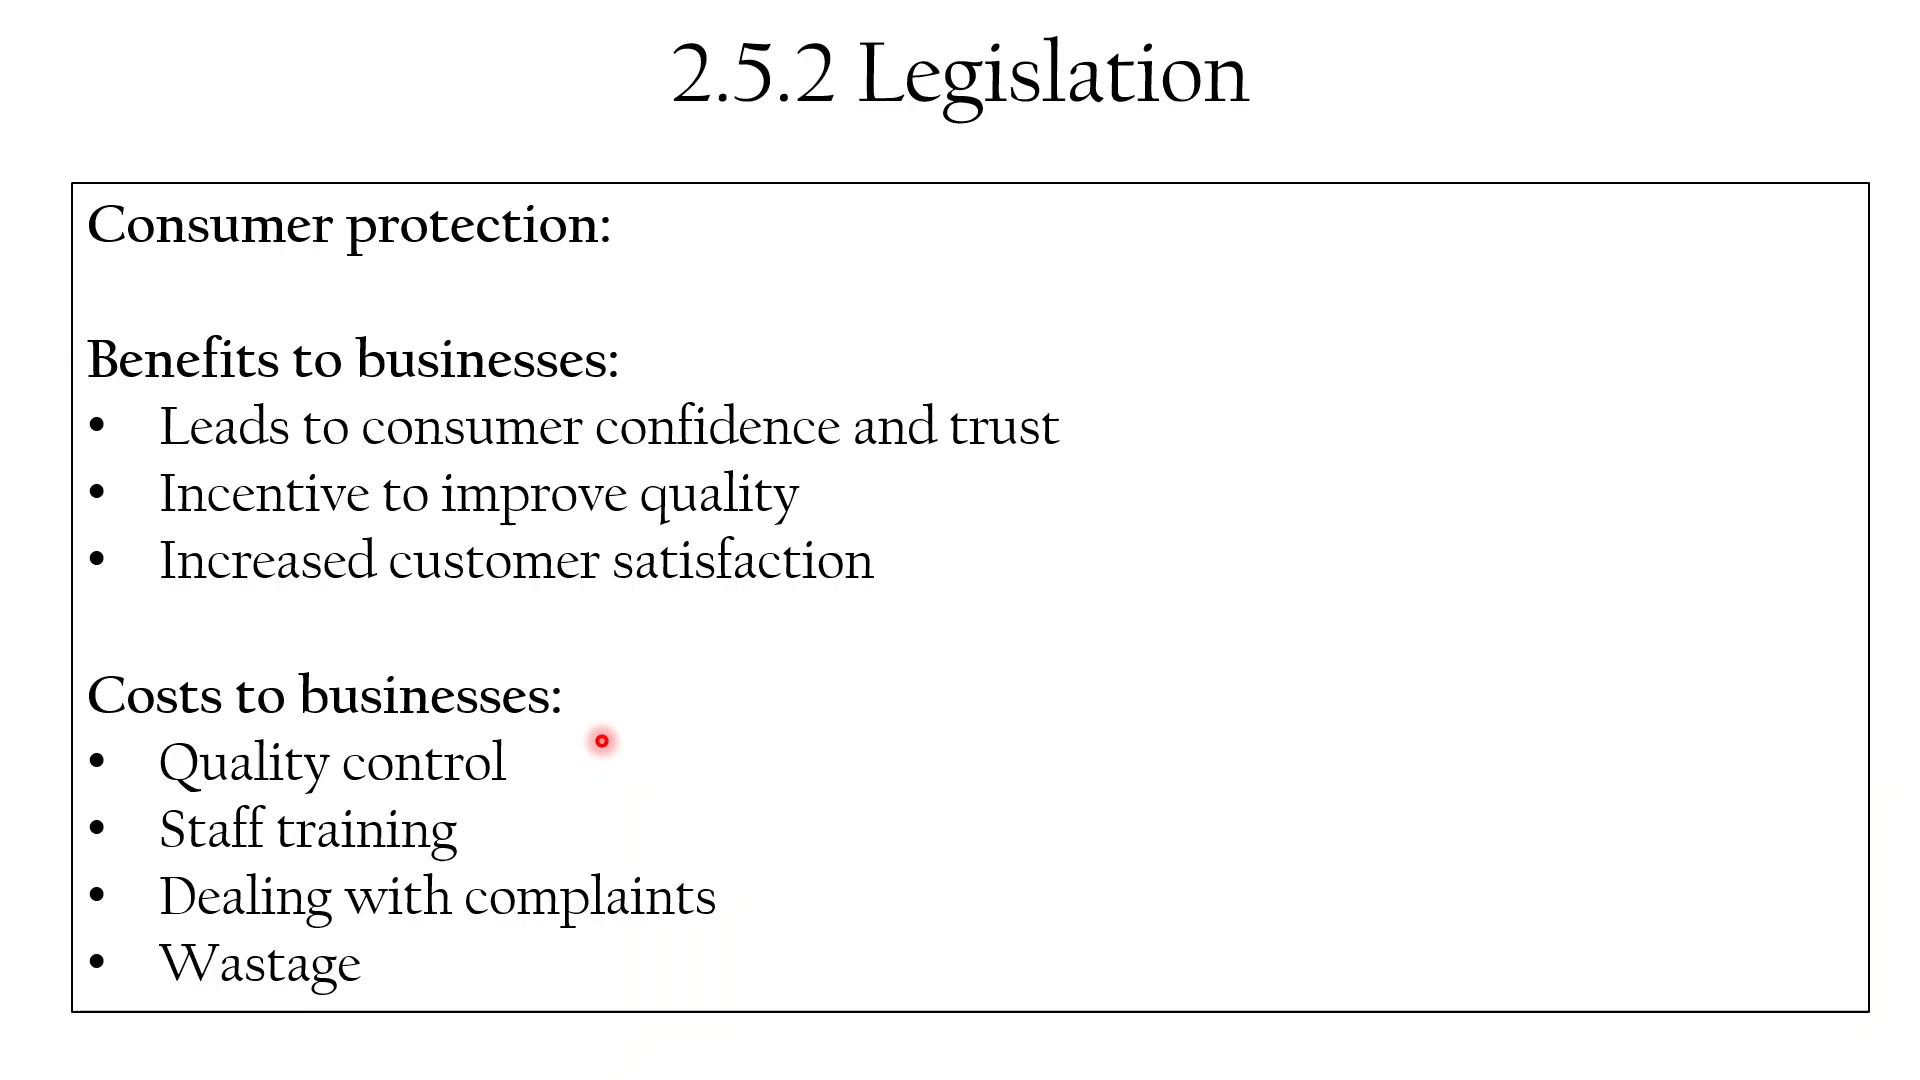 2.5.2 Legislation
Consumer protection:
Benefits to businesses:
• Leads to consumer confidence and trust
• Incentive to improve quality
• Increased customer satisfaction
Costs to businesses:
• Quality control
• Staff training
• Dealing with complaints
• Wastage